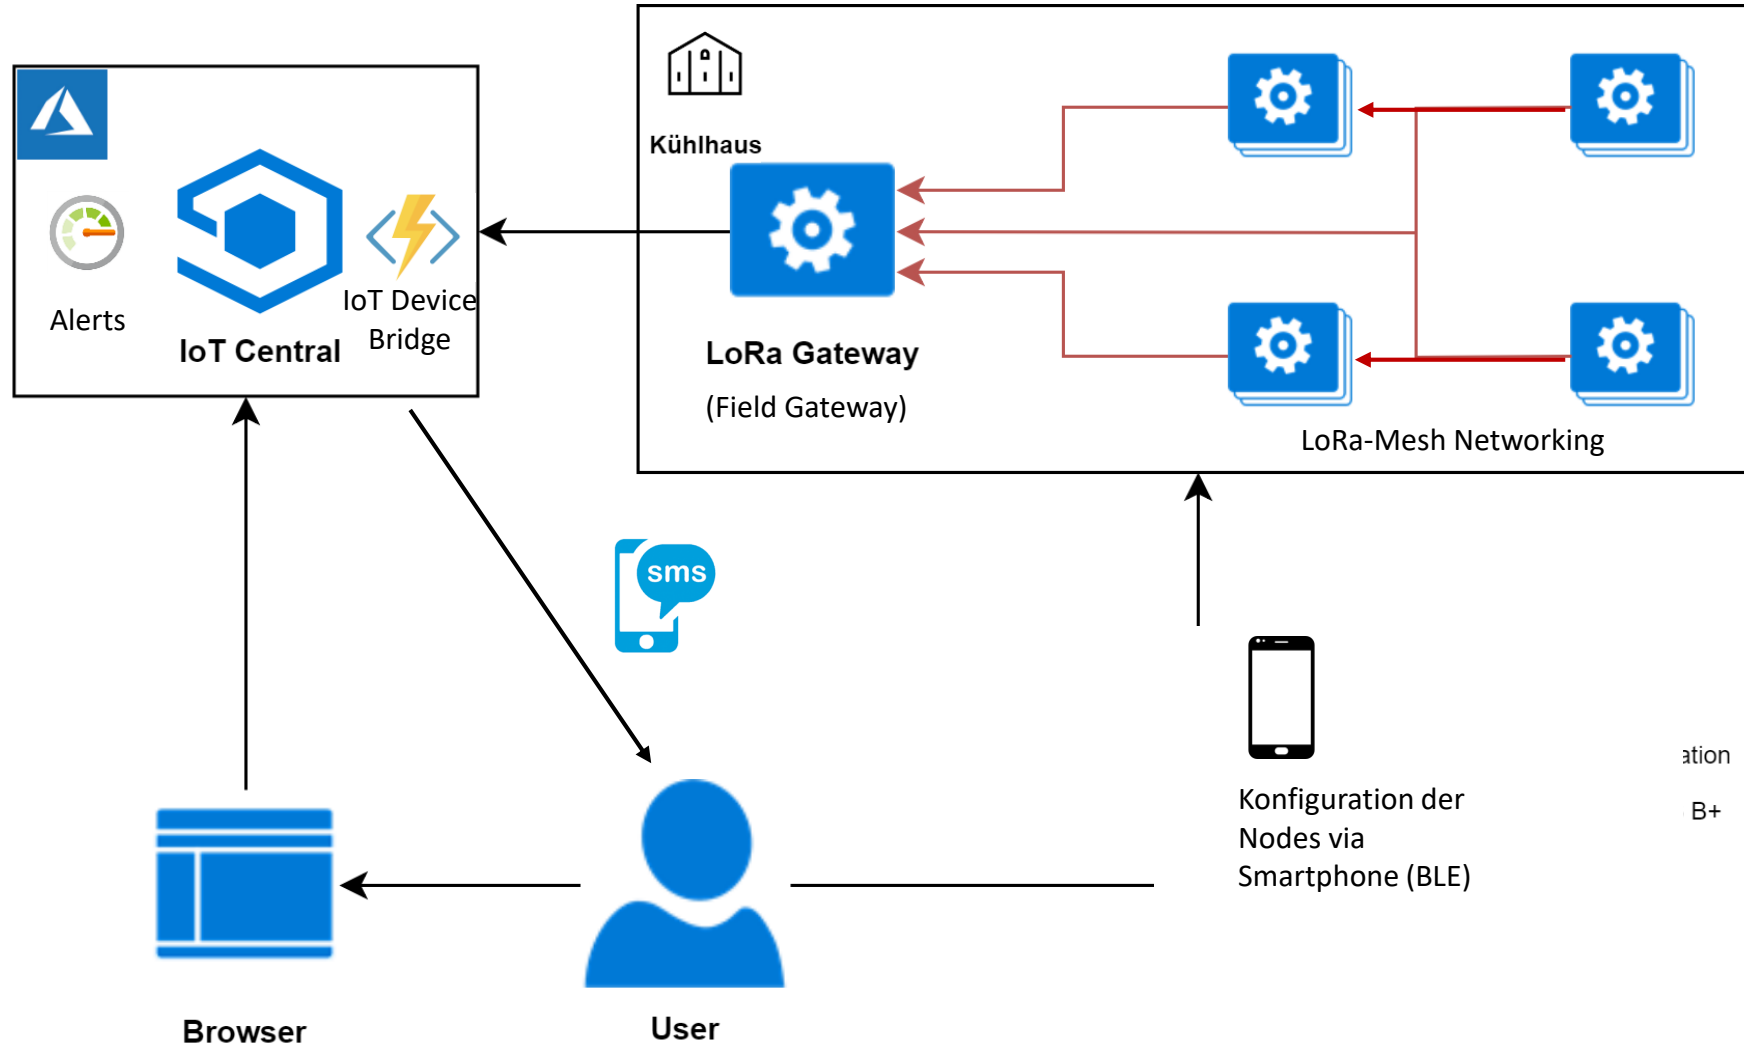 Kühlhaus
Alerts
IoT Central
IoT Device
Bridge
LoRa Gateway
(Field Gateway)
LoRa-Mesh Networking
sms
Konfiguration der
Nodes via
Smartphone (BLE)
ation
B+
Browser
User